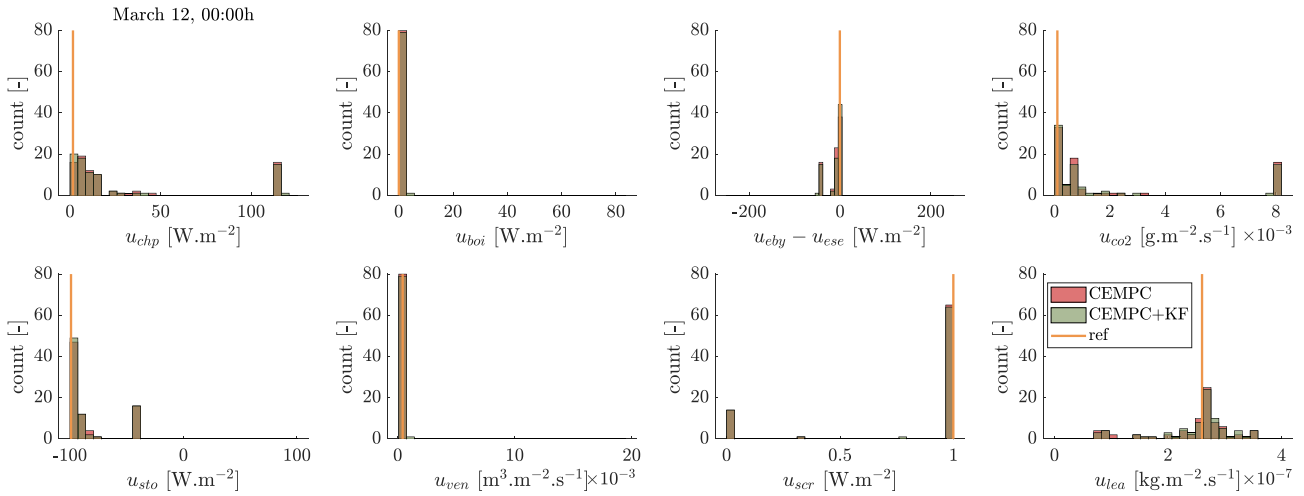 March 12, 00:00h
80
60
40
20
0
count [-]
0 50 100
u_chp [W.m⁻²]
80
60
40
20
0
count [-]
0 20 40 60 80
u_boi [W.m⁻²]
80
60
40
20
0
count [-]
-200 0 200
u_eby − u_ese [W.m⁻²]
80
60
40
20
0
count [-]
0 2 4 6 8
u_co2 [g.m⁻².s⁻¹] ×10⁻³
80
60
40
20
0
count [-]
-100 0 100
u_sto [W.m⁻²]
80
60
40
20
0
count [-]
0 10 20
u_ven [m³.m⁻².s⁻¹] ×10⁻³
80
60
40
20
0
count [-]
0 0.5 1
u_scr [W.m⁻²]
80
60
40
20
0
count [-]
CEMPC
CEMPC+KF
ref
0 2 4
u_lea [kg.m⁻².s⁻¹] ×10⁻⁷